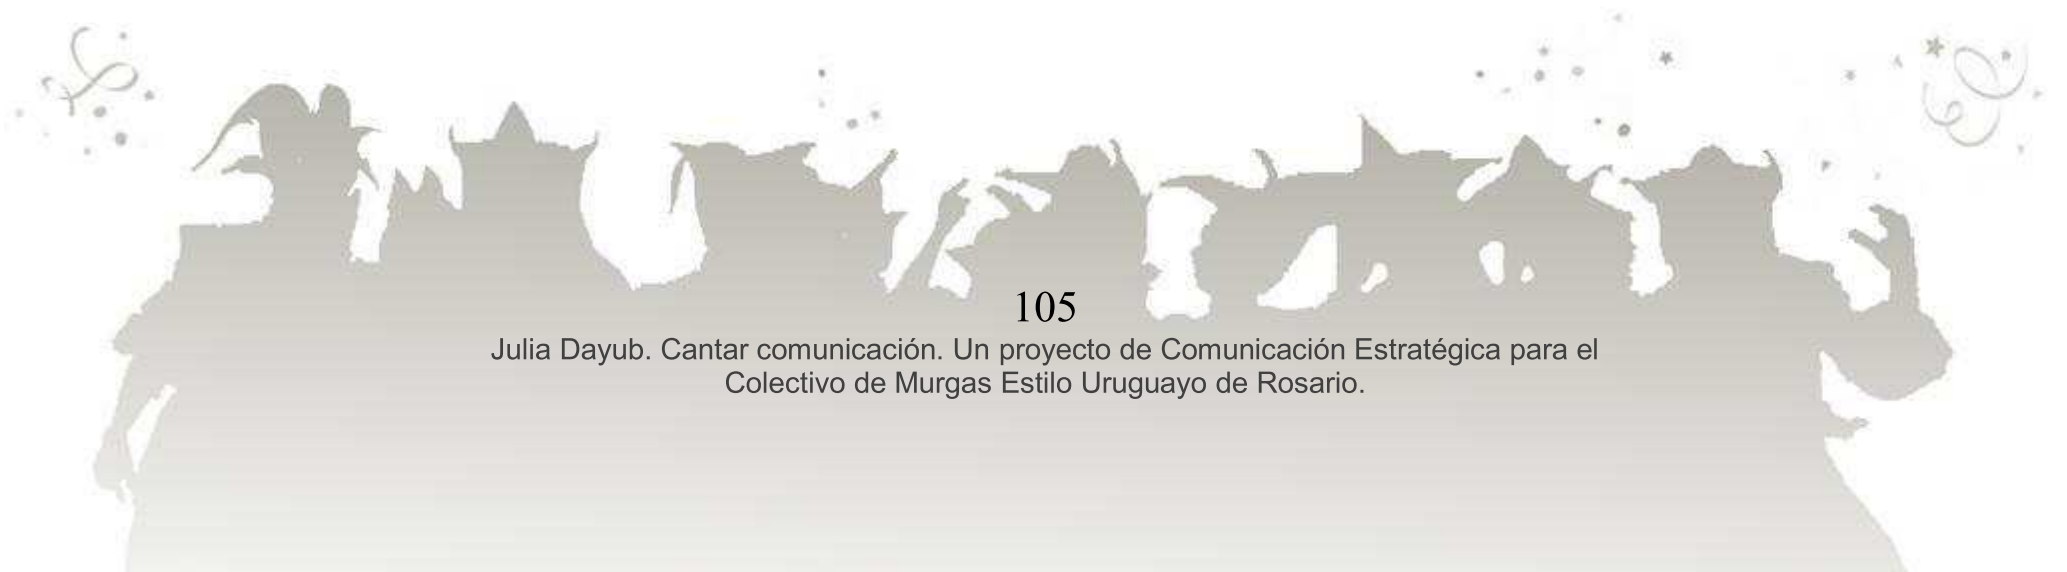 105
Julia Dayub. Cantar comunicación. Un proyecto de Comunicación Estratégica para el
Colectivo de Murgas Estilo Uruguayo de Rosario.